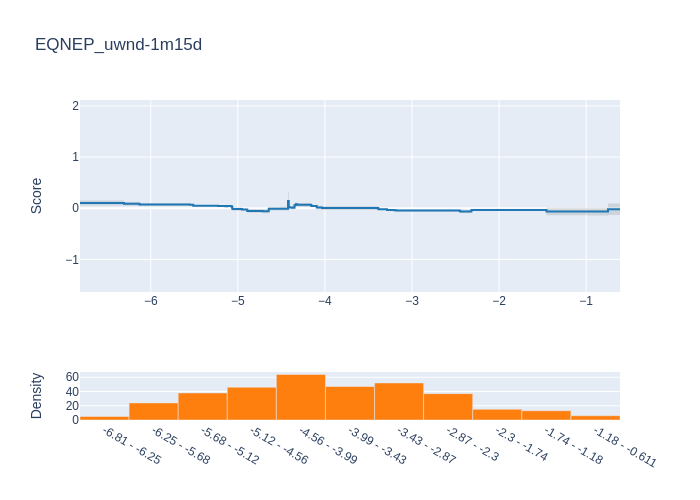 EQNEP_uwnd-1m15d
2
1
0
−1
Score
−6
−5
−4
−3
−2
−1
60
40
20
0
Density
-6.81 - -6.25
-6.25 - -5.68
-5.68 - -5.12
-5.12 - -4.56
-4.56 - -3.99
-3.99 - -3.43
-3.43 - -2.87
-2.87 - -2.3
-2.3 - -1.74
-1.74 - -1.18
-1.18 - -0.611